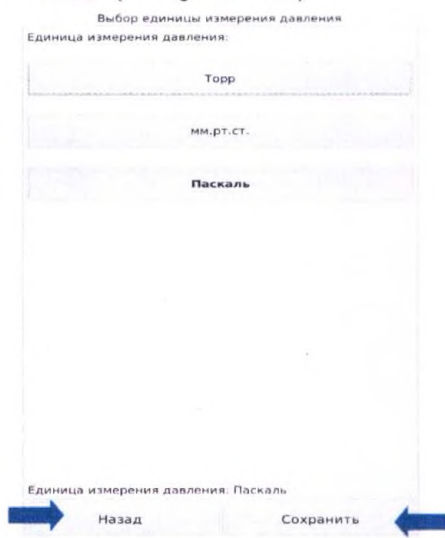 Выбор единицы измерения давления
Единица измерения давления:
Торр
мм.рт.ст.
Паскаль
Единица измерения давления: Паскаль
Назад
Сохранить